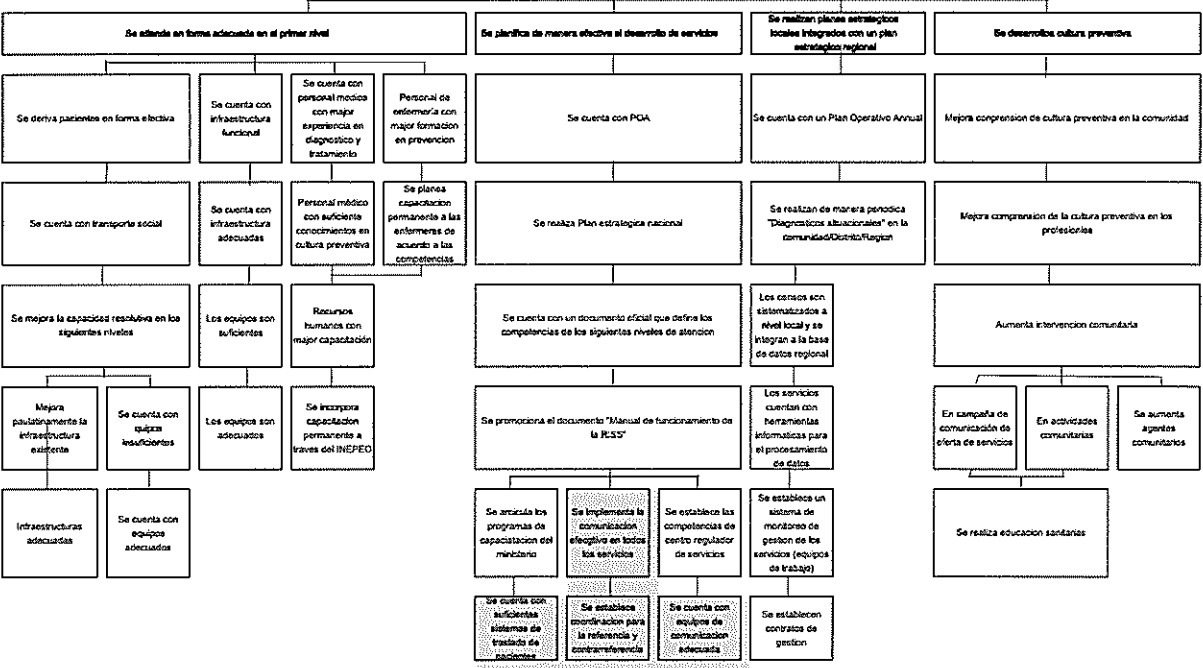 Se atiende en forma adecuada en el primer nivel
Se planifica de manera efectiva el desarrollo de servicios
Se realizan planes estrategicos
locales integrados con un plan
estrategico regional
Se desarrollos cultura preventiva
Se deriva pacientes en forma efectiva
Se cuenta con
infraestructura
funcional
Se cuenta con
personal medico
con major
experiencia en
diagnostico y
tratamiento
Personal de
enfermería con
major formacion
en prevencion
Se cuenta con POA
Se cuenta con un Plan Operativo Annual
Mejora conprension de cultura preventiva en la comunidad
Se cuenta con transporte social
Se cuenta con
infraestructura
adecuadas
Personal médico
con suficiente
conocimientos en
cultura preventiva
Se planea
capacitacion
permanente a las
enfermeras de
acuerdo a las
competencias
Se realiza Plan estrategica nacional
Se realizan de manera periodica
"Diagnosticos situacionales" en la
comunidad/Distrito/Region
Mejora comprension de la cultura preventiva en los
profesionles
Se mejora la capacidad resolutiva en los
siguientes niveles
Los equipos son
suficientes
Recursos
humanos con
major capacitación
Se cuenta con un documento oficial que define los
competencias de los siguientes niveles de atencion
Los censos son
sistematizados a
nivel local y se
integran a la base
de datos regional
Aumenta intervencion comunitaria
Mejora
paulatinamente la
infraestructura
existente
Se cuenta con
quipos
insuficientes
Los equipos son
adecuados
Se incorpora
capacitacion
permanente a
traves del INEPEO
Se promociona el documento "Manual de funcionamiento de
la RISS"
Los servicios
cuentan con
herramientas
informaticas para
el procesamiento
de datos
En campaña de
comunicación de
oferta de servicios
En actividades
comunitarias
Se aumenta
agentes
comunitarios
Infraestructuras
adecuadas
Se cuenta con
equipos
adecuados
Se articula los
programas de
capaciatacion del
ministerio
Se implementa la
comunicacion
efecgtivo en todos
los servicios
Se establece las
competencias de
centro regulador
de servicios
Se establece un
sistema de
monitoreo de
gestion de los
servicios (equipos
de trabajo)
Se realiza educacion sanitarias
Se cuenta con
suficientes
sistemas de
traslado de
pacientes
Se establece
coordinacion para
la referencia y
contrarreferencia
Se cuenta con
equipos de
comunicacion
adecuada
Se establecen
contratos de
gestion